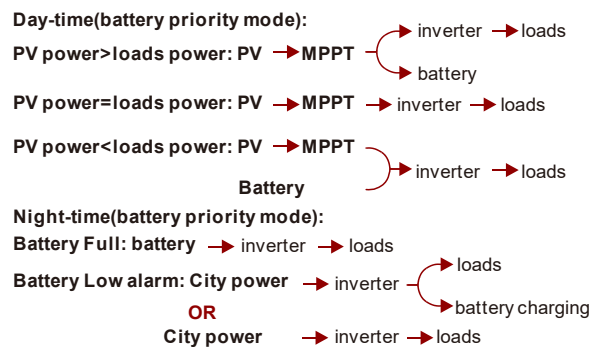 Day-time(battery priority mode):
PV power>loads power: PV → MPPT → inverter → loads
→ battery
PV power=loads power: PV → MPPT → inverter → loads
PV power<loads power: PV → MPPT → inverter → loads
Battery
Night-time(battery priority mode):
Battery Full: battery → inverter → loads
Battery Low alarm: City power → inverter → loads
→ battery charging
OR
City power → inverter → loads